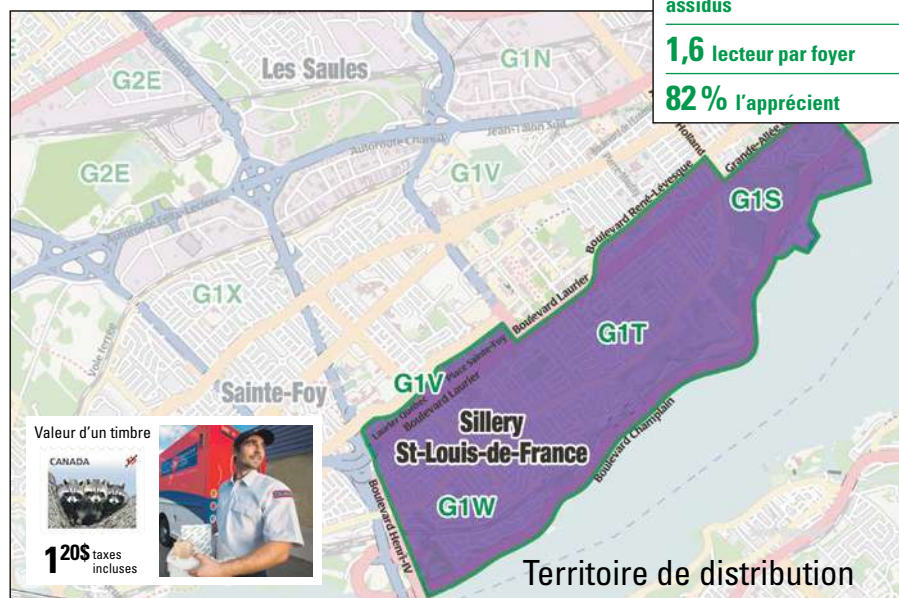 assidus
1,6 lecteur par foyer
82 % l'apprécient
G2E
Les Saules
G1N
Jean-Talon Sud
Autoroute Charest
Holland
Grande-Allée
G2E
G1V
Boulevard René-Lévesque
Autoroute Félix-Leclerc
G1S
G1X
Boulevard Laurier
G1T
Voie ferrée
Place Sainte-Foy
Sainte-Foy
G1V
Laurier Québec
Boulevard Laurier
Sillery
St-Louis-de-France
Boulevard Champlain
G1W
Boulevard Henri-IV
Valeur d'un timbre
CANADA
1 20$ taxes
incluses
Territoire de distribution